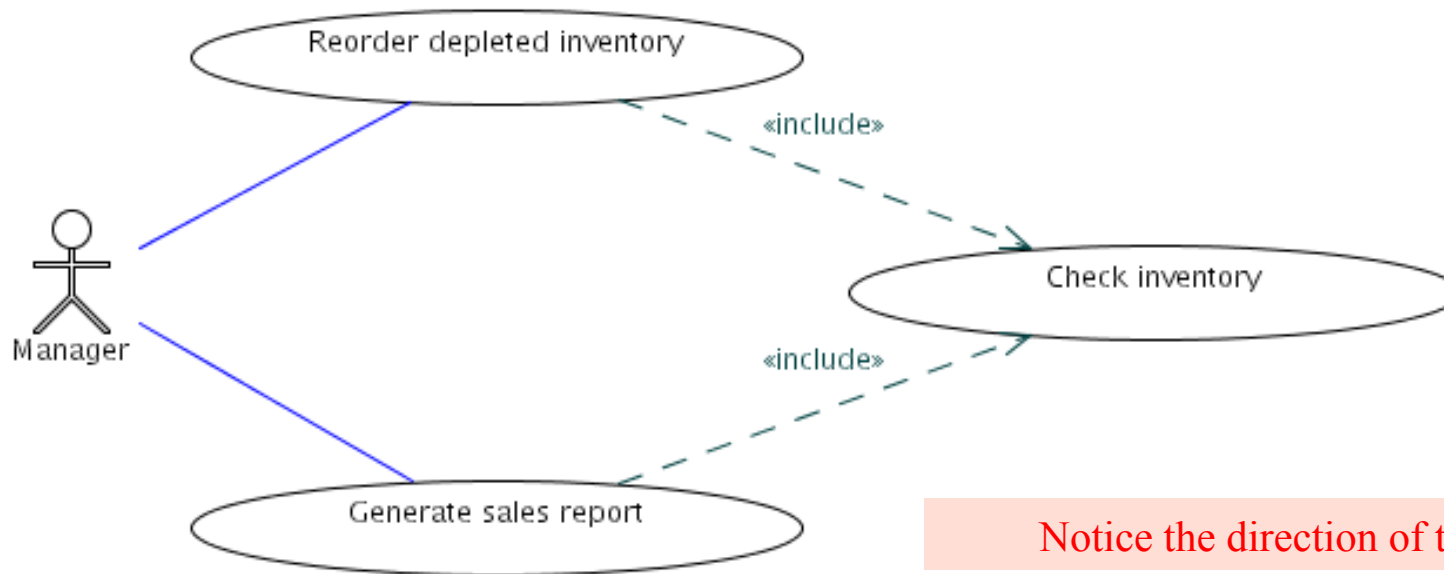 Reorder depleted inventory
«include»
Check inventory
Manager
«include»
Generate sales report
Notice the direction of t